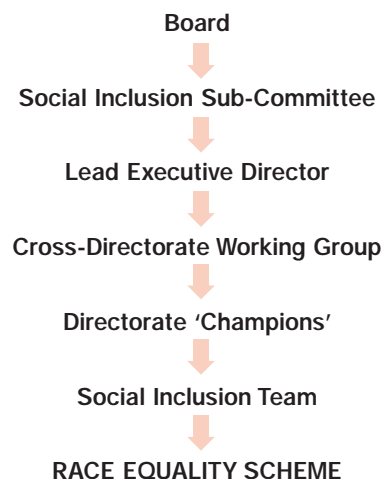 Board
Social Inclusion Sub-Committee
Lead Executive Director
Cross-Directorate Working Group
Directorate ‘Champions’
Social Inclusion Team
RACE EQUALITY SCHEME